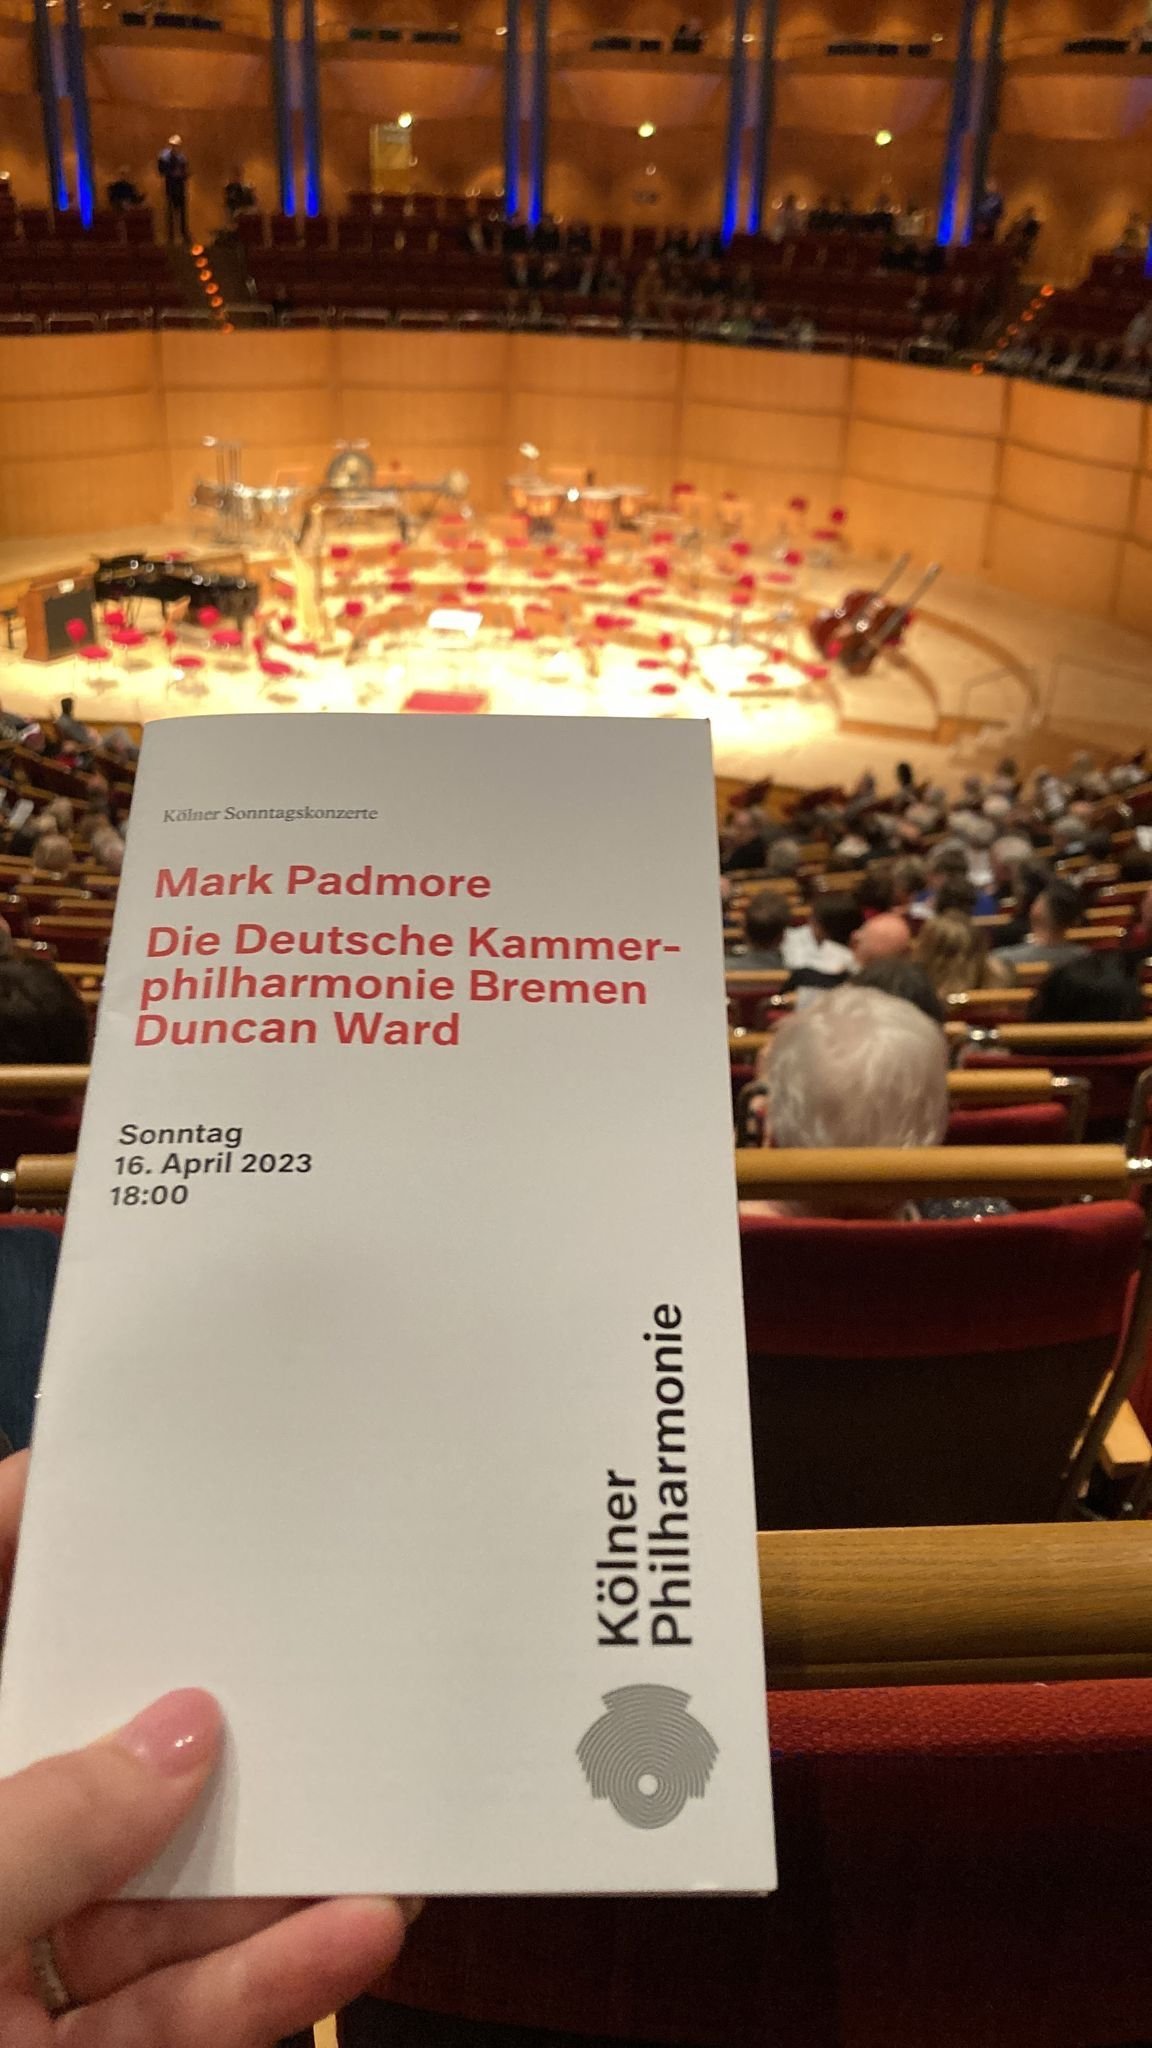 Kölner Sonntagskonzerte
Mark Padmore
Die Deutsche Kammer-
philharmonie Bremen
Duncan Ward
Sonntag
16. April 2023
18:00
Kölner
Philharmonie